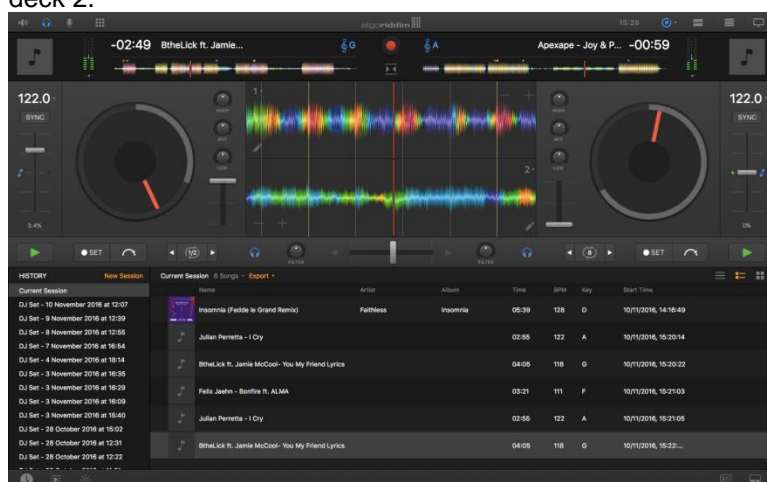 deck 2.
algoriddim
15:28
-02:49 BtheLick ft. Jamie... G
A Apexape - Joy & P... -00:59
122.0
SYNC
3.4%
122.0
SYNC
0%
1
2
HIGH
MID
LOW
HIGH
MID
LOW
SET
1/2
FILTER
FILTER
8
SET
HISTORY New Session
Current Session 6 Songs Export
Current Session
DJ Set - 10 November 2016 at 12:07
DJ Set - 9 November 2016 at 12:39
DJ Set - 8 November 2016 at 12:55
DJ Set - 7 November 2016 at 16:54
DJ Set - 4 November 2016 at 18:14
DJ Set - 3 November 2016 at 16:35
DJ Set - 3 November 2016 at 16:29
DJ Set - 3 November 2016 at 16:09
DJ Set - 3 November 2016 at 15:40
DJ Set - 28 October 2016 at 15:02
DJ Set - 28 October 2016 at 12:31
DJ Set - 28 October 2016 at 12:22
Name Artist Album Time BPM Key Start Time
Insomnia (Fedde le Grand Remix) Faithless Insomnia 05:39 128 D 10/11/2016, 14:16:49
Julian Perretta - I Cry 02:55 122 A 10/11/2016, 15:20:14
BtheLick ft. Jamie McCool- You My Friend Lyrics 04:05 118 G 10/11/2016, 15:20:22
Felix Jaehn - Bonfire ft. ALMA 03:21 111 F 10/11/2016, 15:21:03
Julian Perretta - I Cry 02:55 122 A 10/11/2016, 15:21:05
BtheLick ft. Jamie McCool- You My Friend Lyrics 04:05 118 G 10/11/2016, 15:22:...